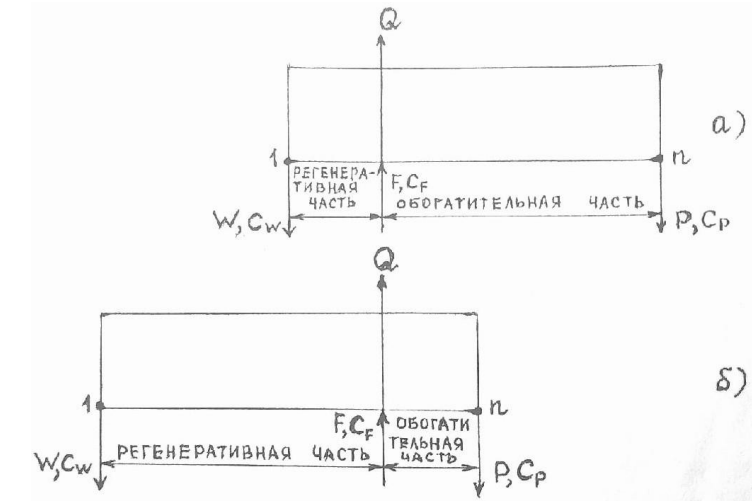 Q
а)
1
n
РЕГЕНЕРА-
ТИВНАЯ
ЧАСТЬ
F, C_F
ОБОГАТИТЕЛЬНАЯ ЧАСТЬ
W, C_W
P, C_P
Q
б)
1
n
F, C_F
ОБОГАТИ
ТЕЛЬНАЯ
ЧАСТЬ
РЕГЕНЕРАТИВНАЯ ЧАСТЬ
W, C_W
P, C_P